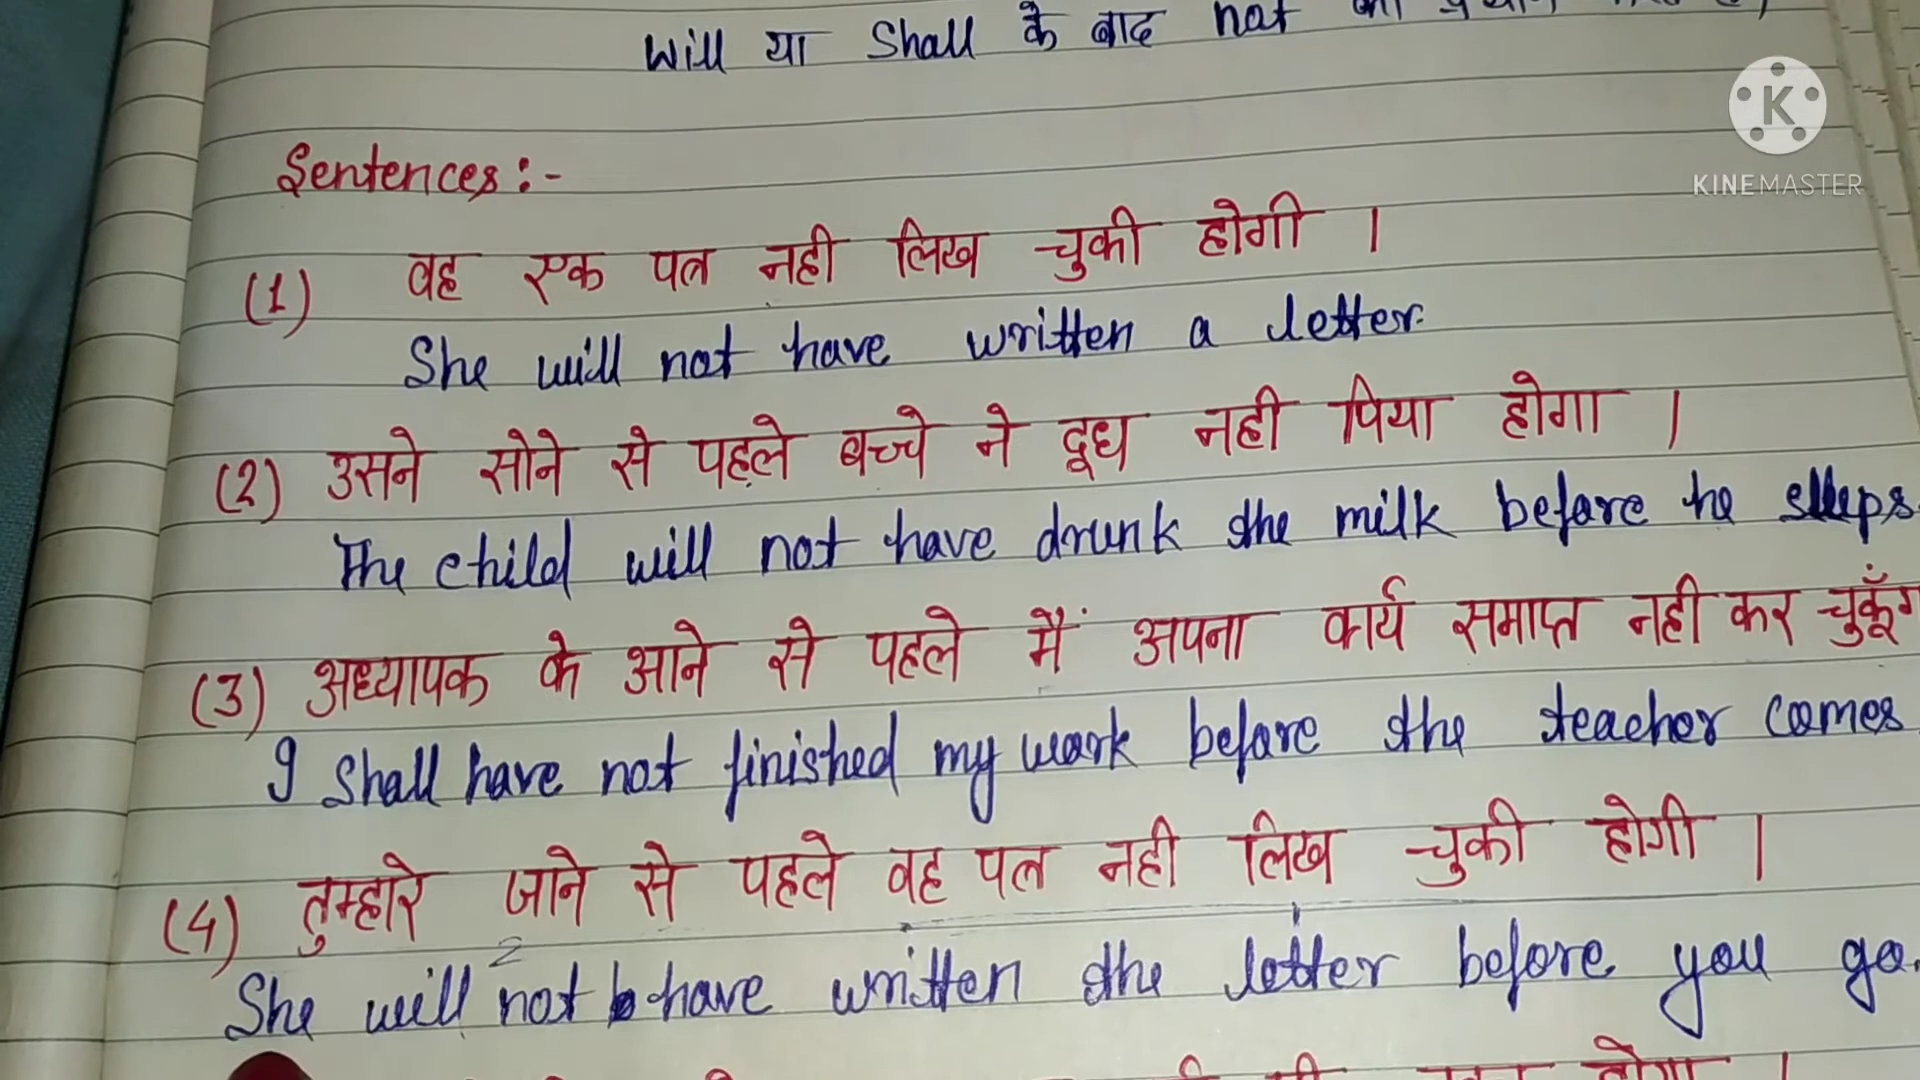 Will या Shall के बाद not का प्रयोग
KINEMASTER
Sentences:-
(1) वह एक पत्र नही लिख चुकी होगी ।
She will not have written a letter.
(2) उसने सोने से पहले बच्चे ने दूध नही पिया होगा ।
The child will not have drunk the milk before he sleeps.
(3) अध्यापक के आने से पहले मैं अपना कार्य समाप्त नही कर
I shall have not finished my work before the teacher comes
(4) तुम्हारे जाने से पहले वह पत्र नही लिख चुकी होगी ।
She will not have written the letter before you go.
होगा ।